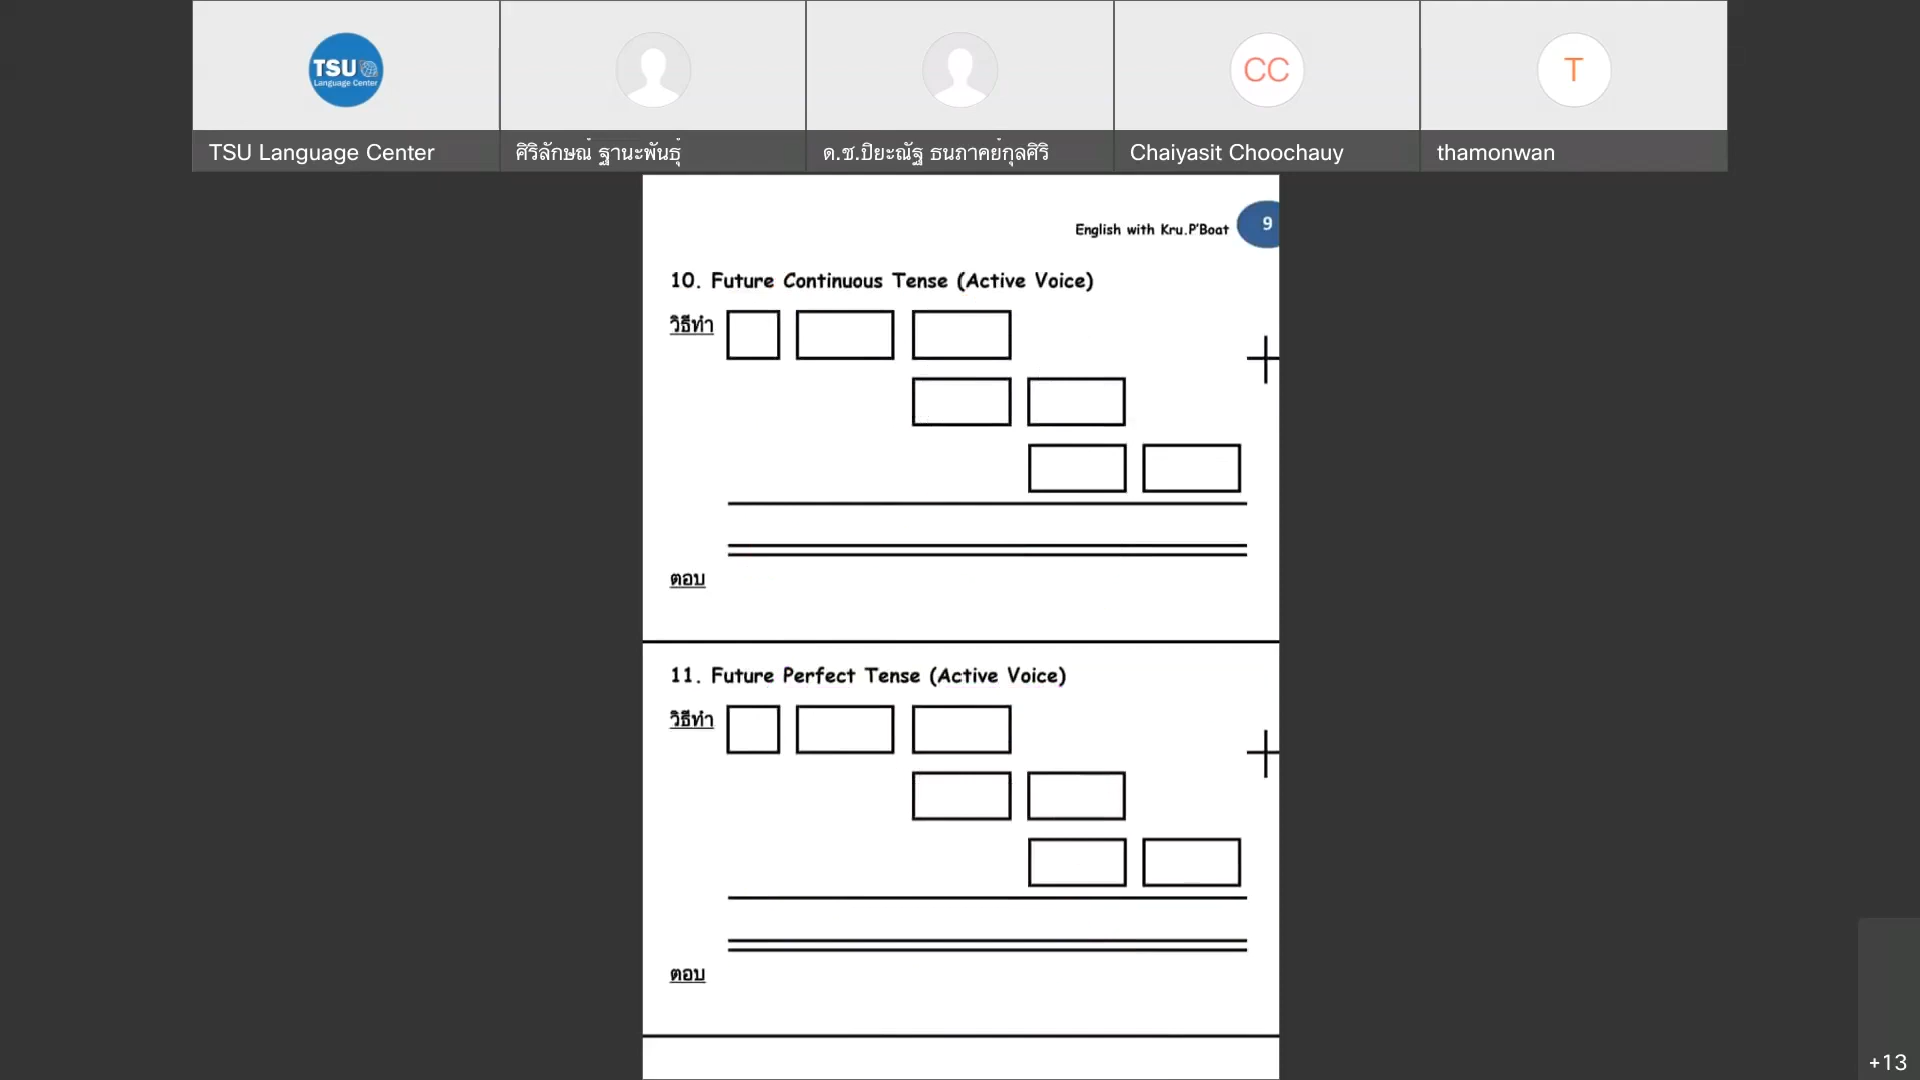 TSU
Language Center
TSU Language Center
ศิริลักษณ์ ฐานะพันธุ์
ด.ช.ปิยะณัฐ ธนภาคย์กุลศิริ
CC
Chaiyasit Choochauy
T
thamonwan
English with Kru.P'Boat
9
10. Future Continuous Tense (Active Voice)
วิธีทำ
+
ตอบ
11. Future Perfect Tense (Active Voice)
วิธีทำ
+
ตอบ
+13